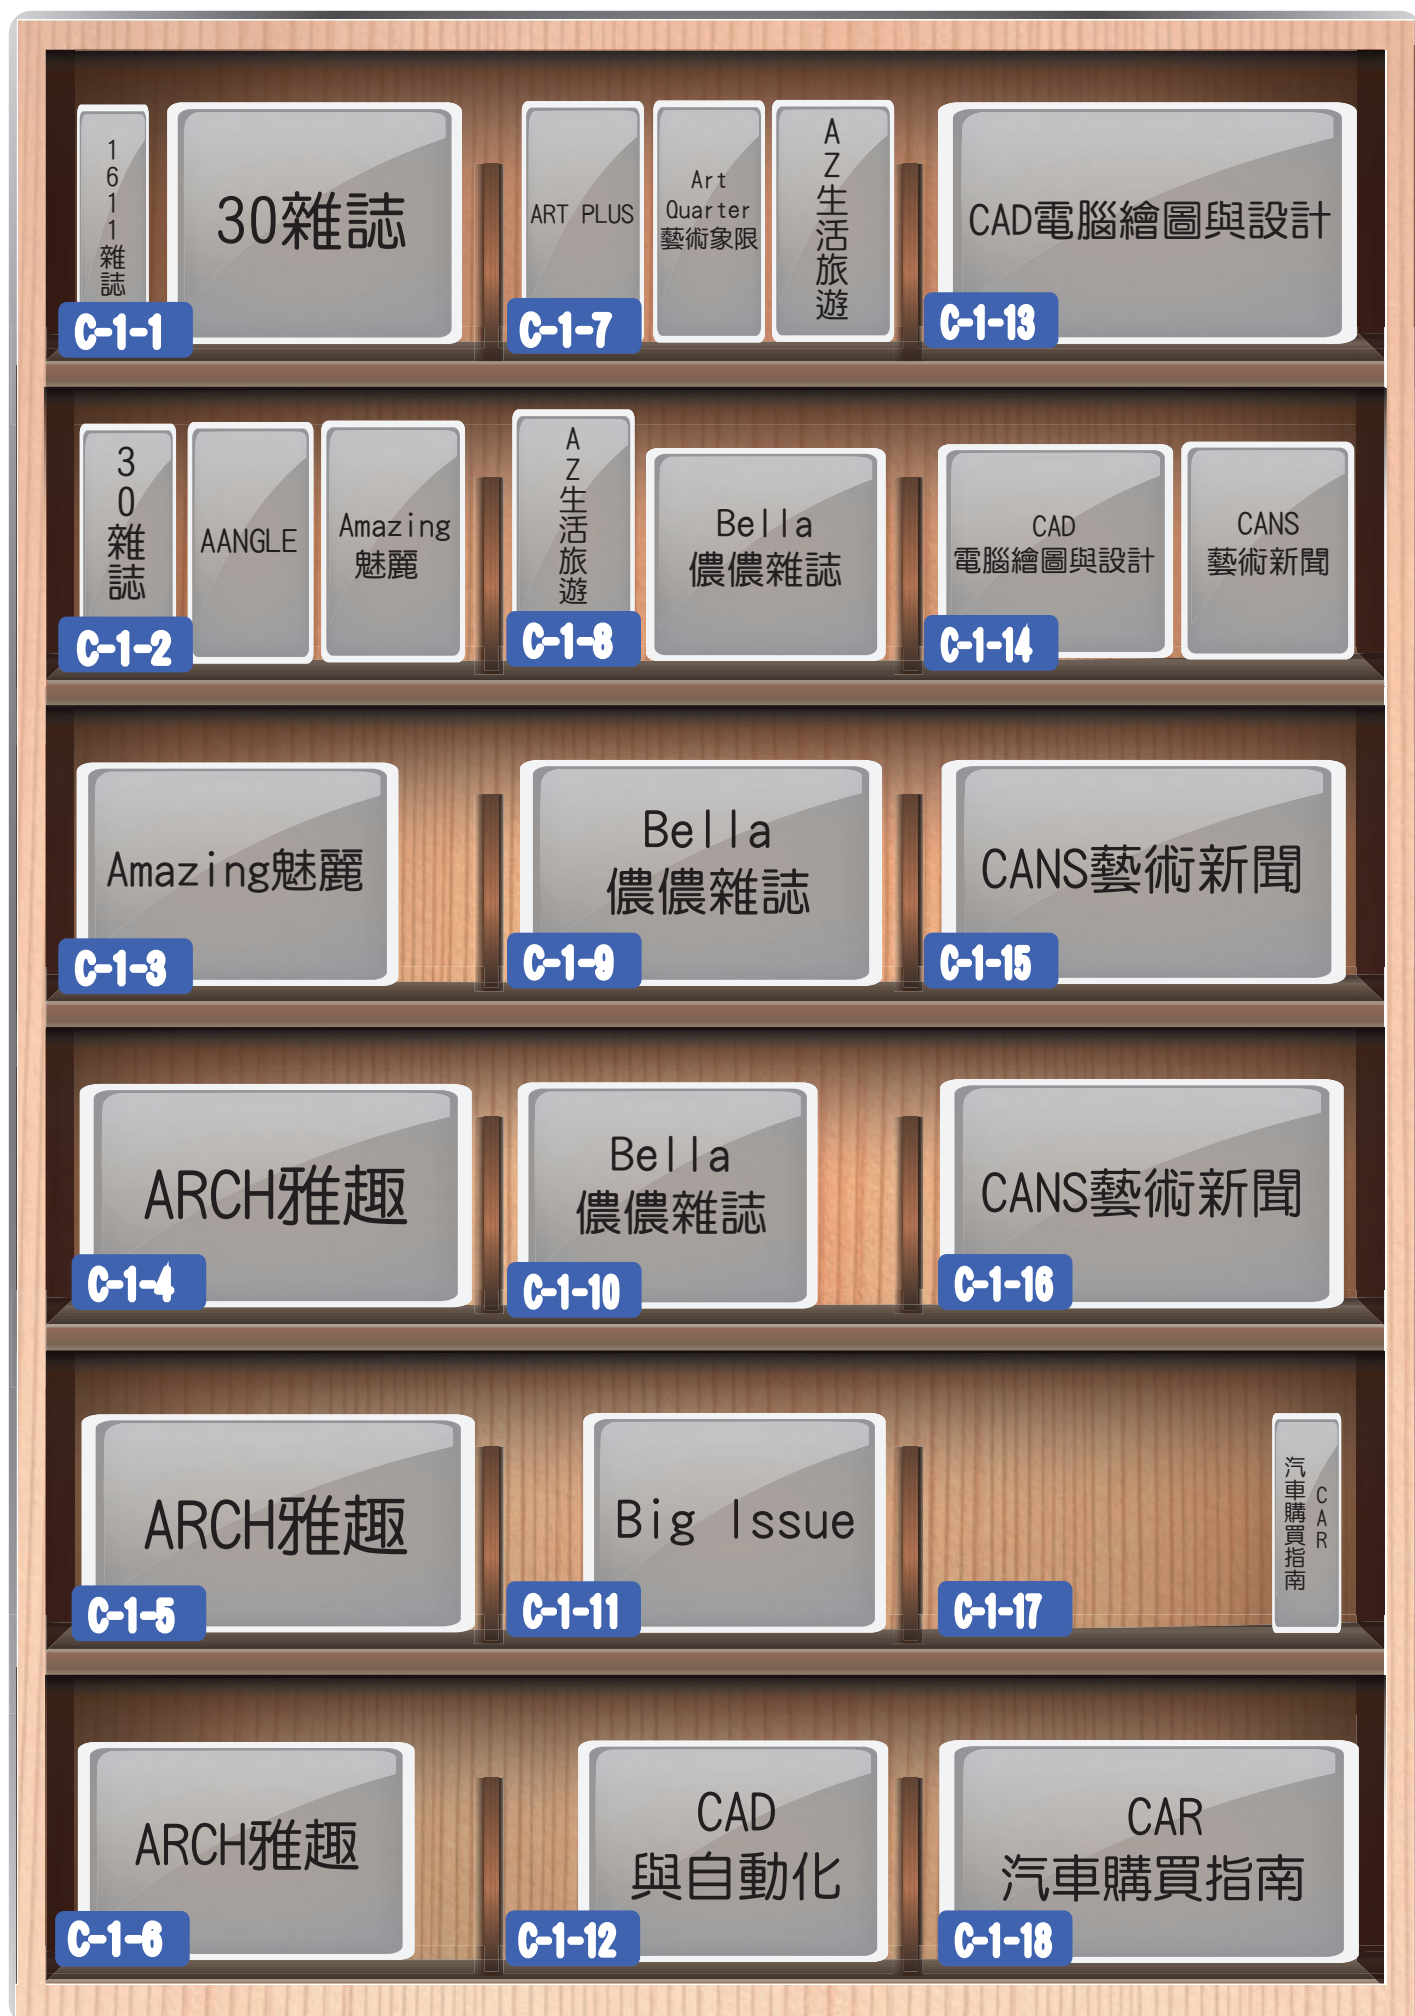 1611雜誌
30雜誌
C-1-1
ART PLUS
Art
Quarter
藝術象限
AZ生活旅遊
C-1-7
CAD電腦繪圖與設計
C-1-13
30雜誌
AANGLE
Amazing
魅麗
C-1-2
AZ生活旅遊
Bella
儂儂雜誌
C-1-8
CAD
電腦繪圖與設計
CANS
藝術新聞
C-1-14
Amazing魅麗
C-1-3
Bella
儂儂雜誌
C-1-9
CANS藝術新聞
C-1-15
ARCH雅趣
C-1-4
Bella
儂儂雜誌
C-1-10
CANS藝術新聞
C-1-16
ARCH雅趣
C-1-5
Big Issue
C-1-11
CAR
汽車購買指南
C-1-17
ARCH雅趣
C-1-6
CAD
與自動化
C-1-12
CAR
汽車購買指南
C-1-18